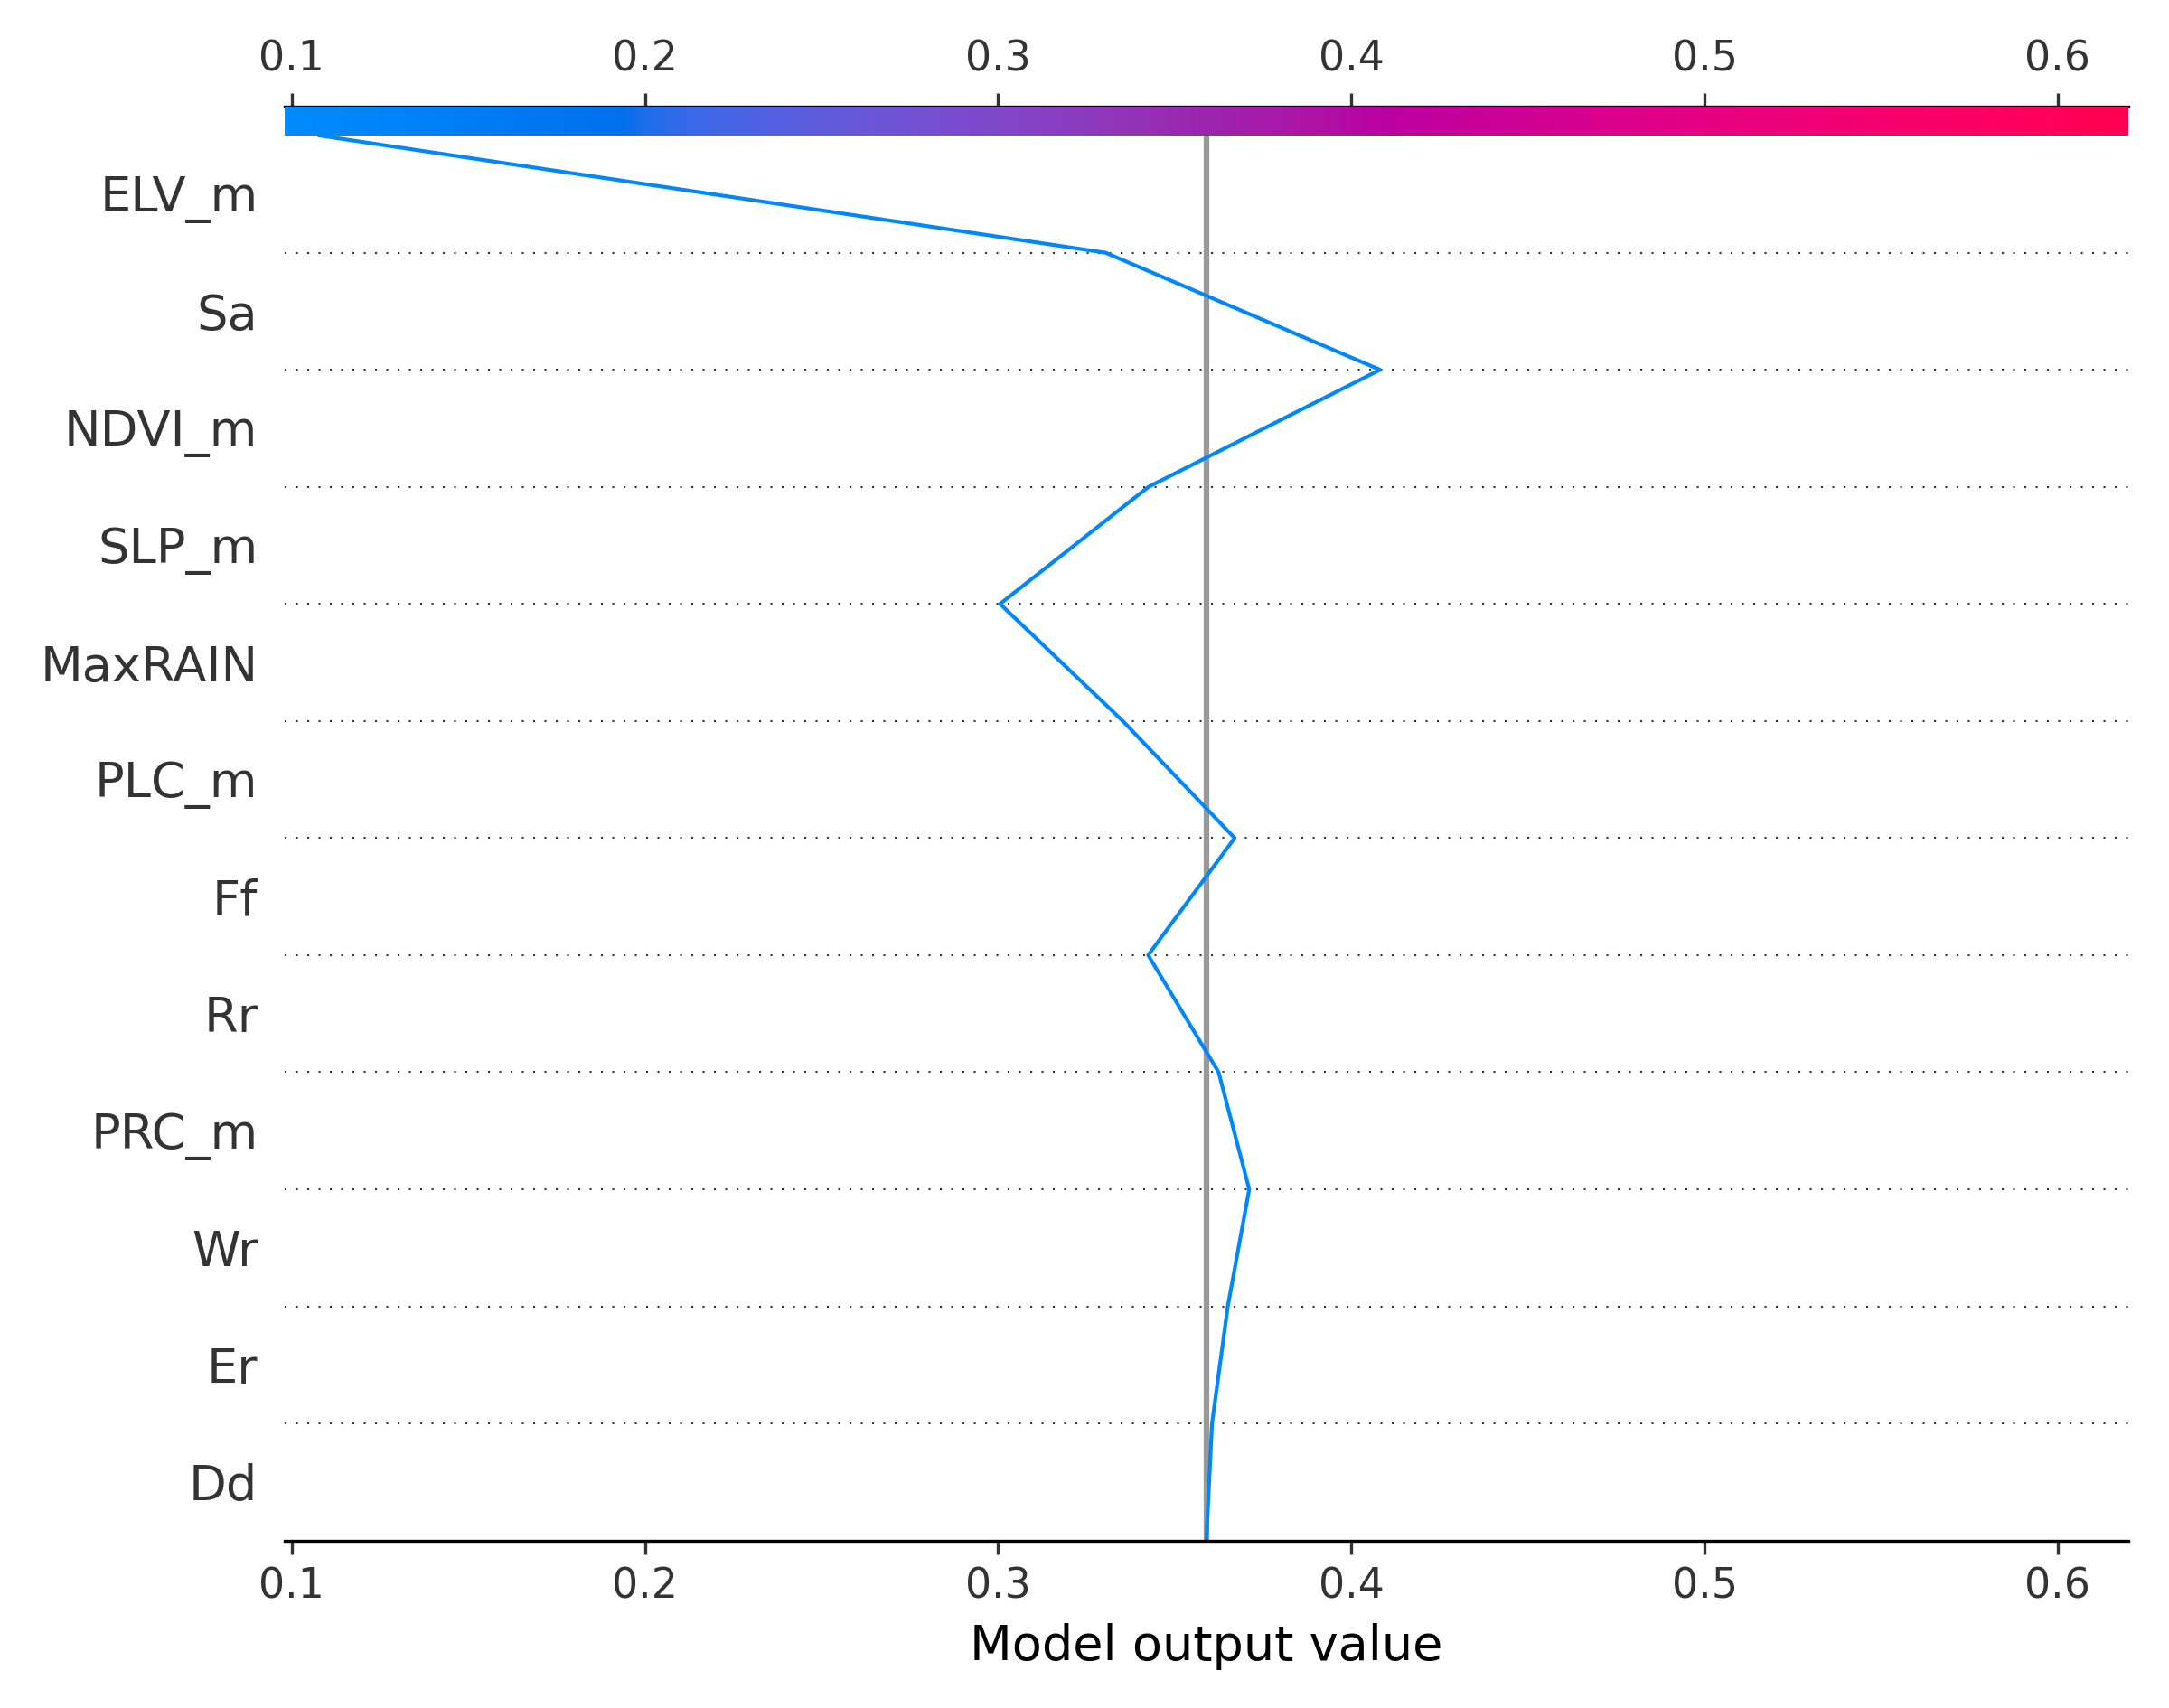 0.1 0.2 0.3 0.4 0.5 0.6
ELV_m
Sa
NDVI_m
SLP_m
MaxRAIN
PLC_m
Ff
Rr
PRC_m
Wr
Er
Dd
0.1 0.2 0.3 0.4 0.5 0.6
Model output value